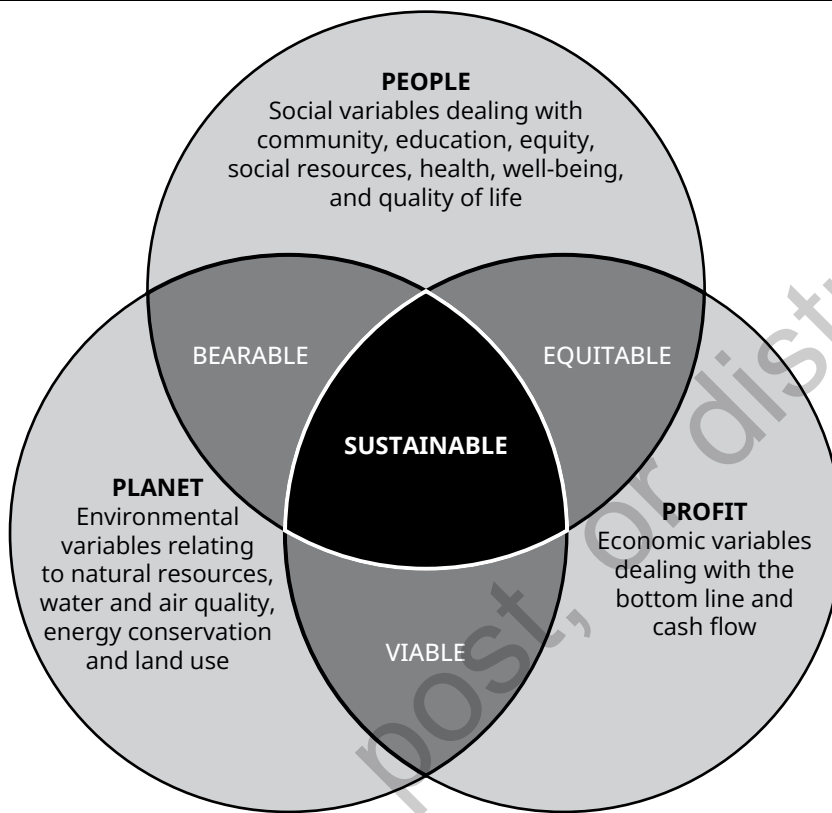 PEOPLE
Social variables dealing with
community, education, equity,
social resources, health, well-being,
and quality of life
BEARABLE
EQUITABLE
SUSTAINABLE
PLANET
Environmental
variables relating
to natural resources,
water and air quality,
energy conservation
and land use
PROFIT
Economic variables
dealing with the
bottom line and
cash flow
VIABLE
post, or